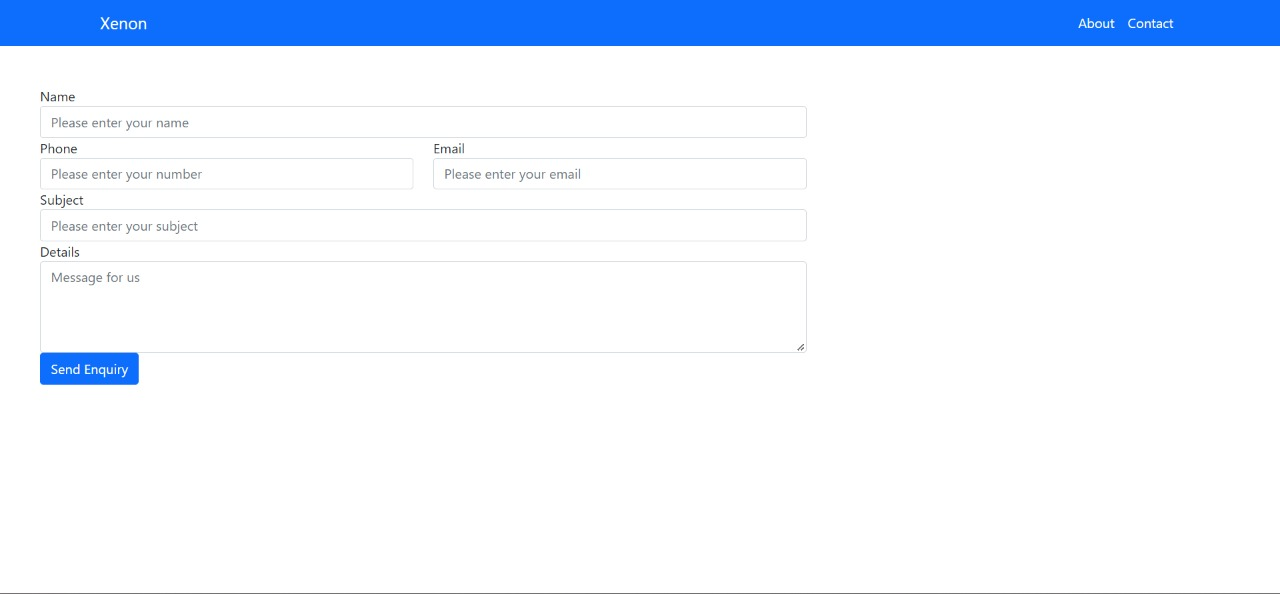 Xenon About Contact
Name
Please enter your name
Phone Email
Please enter your number Please enter your email
Subject
Please enter your subject
Details
Message for us
Send Enquiry